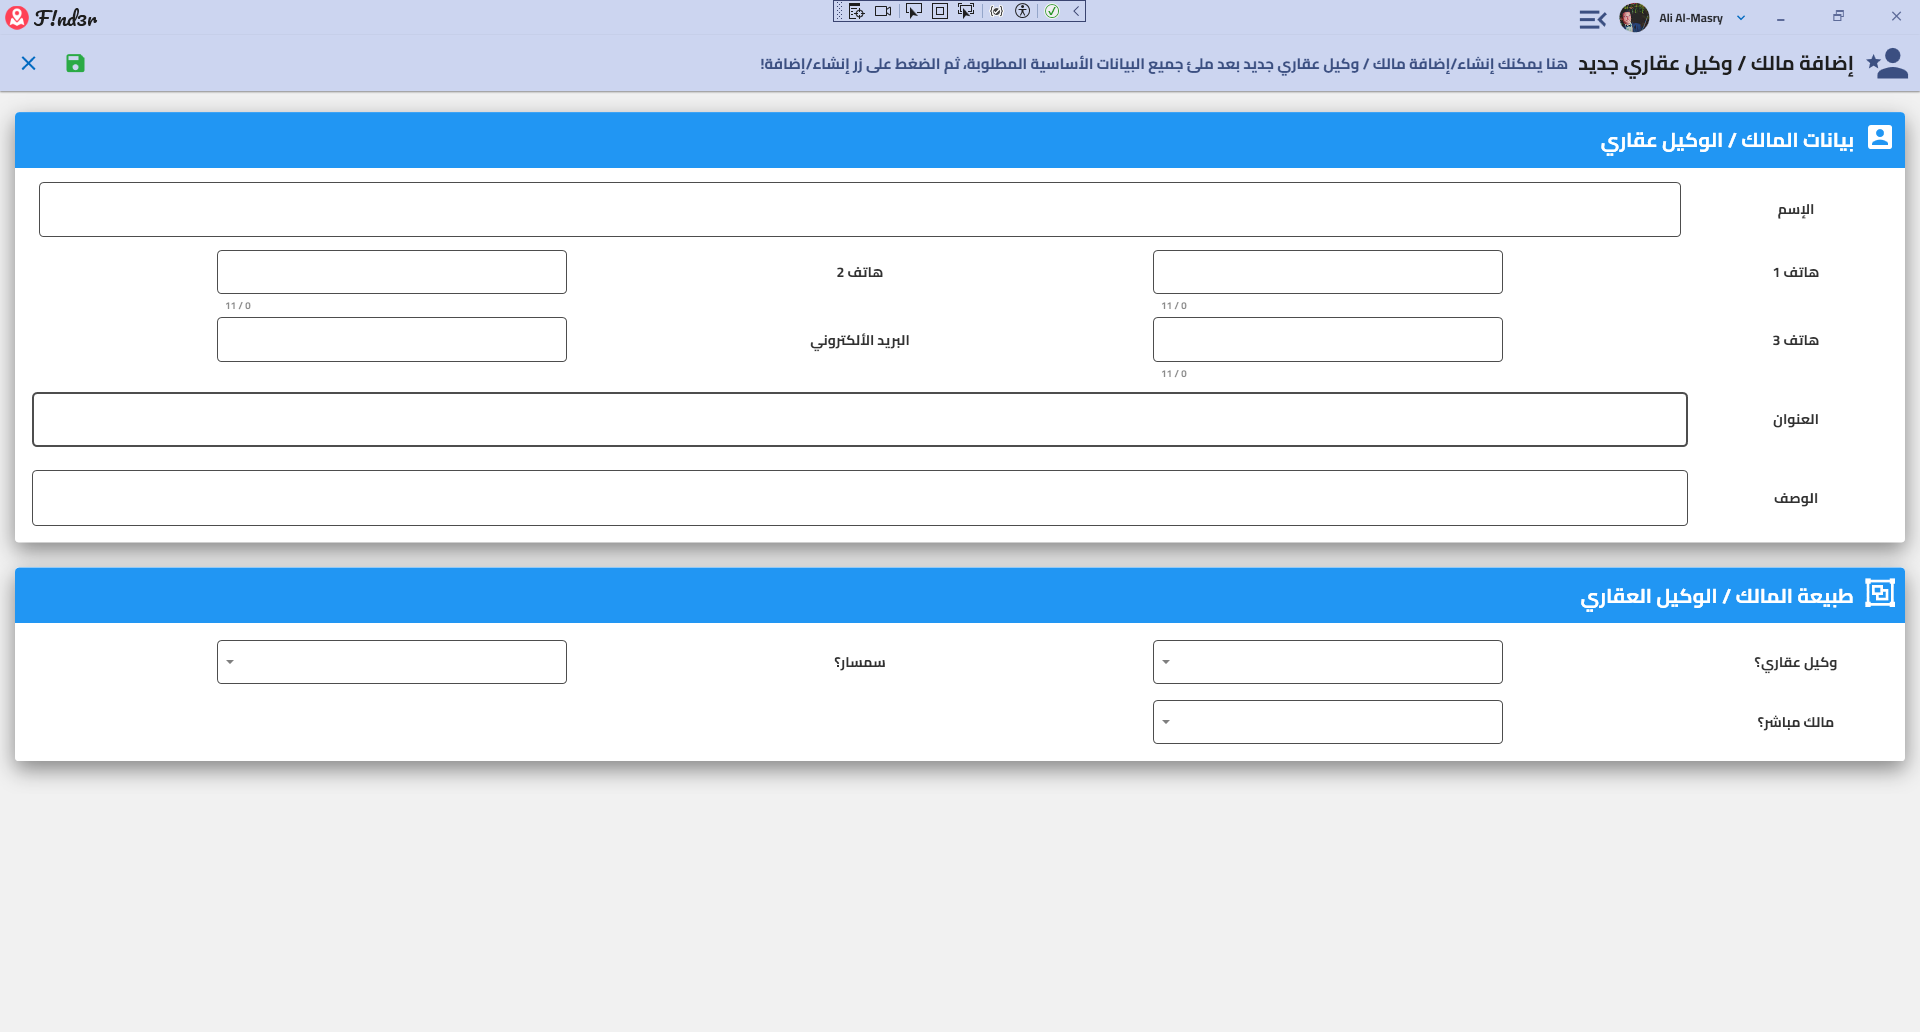 F!nd3r
Ali Al-Masry
إضافة مالك / وكيل عقاري جديد
هنا يمكنك إنشاء/إضافة مالك / وكيل عقاري جديد بعد ملئ جميع البيانات الأساسية المطلوبة، ثم الضغط على زر إنشاء/إضافة!
بيانات المالك / الوكيل عقاري
الإسم
هاتف 1
11 / 0
هاتف 2
11 / 0
هاتف 3
11 / 0
البريد الألكتروني
العنوان
الوصف
طبيعة المالك / الوكيل العقاري
وكيل عقاري؟
سمسار؟
مالك مباشر؟